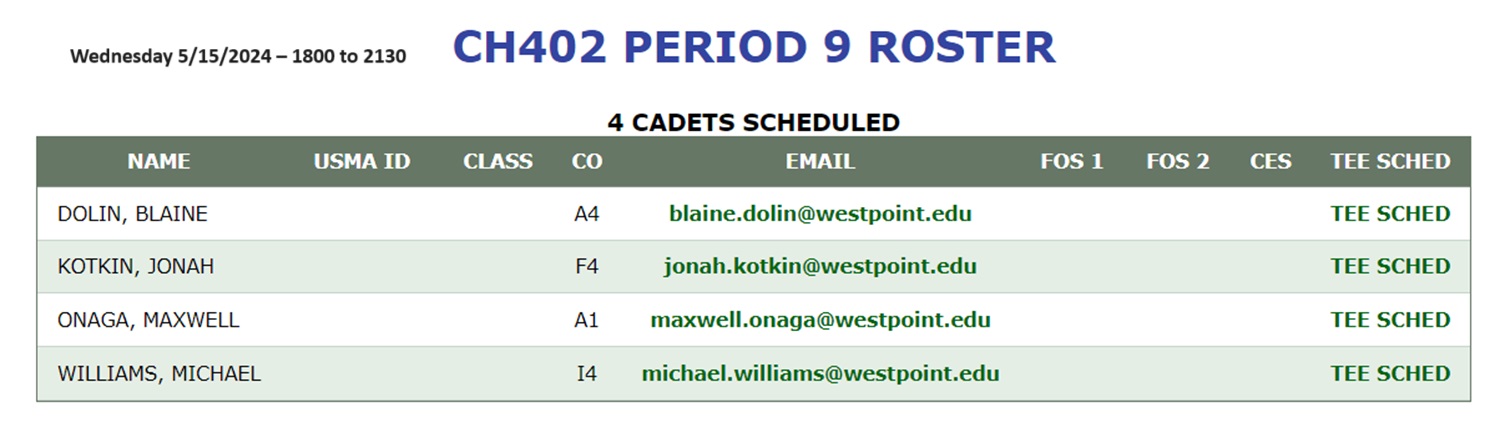 Wednesday 5/15/2024 – 1800 to 2130 CH402 PERIOD 9 ROSTER
4 CADETS SCHEDULED
NAME USMA ID CLASS CO EMAIL FOS 1 FOS 2 CES TEE SCHED
DOLIN, BLAINE A4 blaine.dolin@westpoint.edu TEE SCHED
KOTKIN, JONAH F4 jonah.kotkin@westpoint.edu TEE SCHED
ONAGA, MAXWELL A1 maxwell.onaga@westpoint.edu TEE SCHED
WILLIAMS, MICHAEL I4 michael.williams@westpoint.edu TEE SCHED